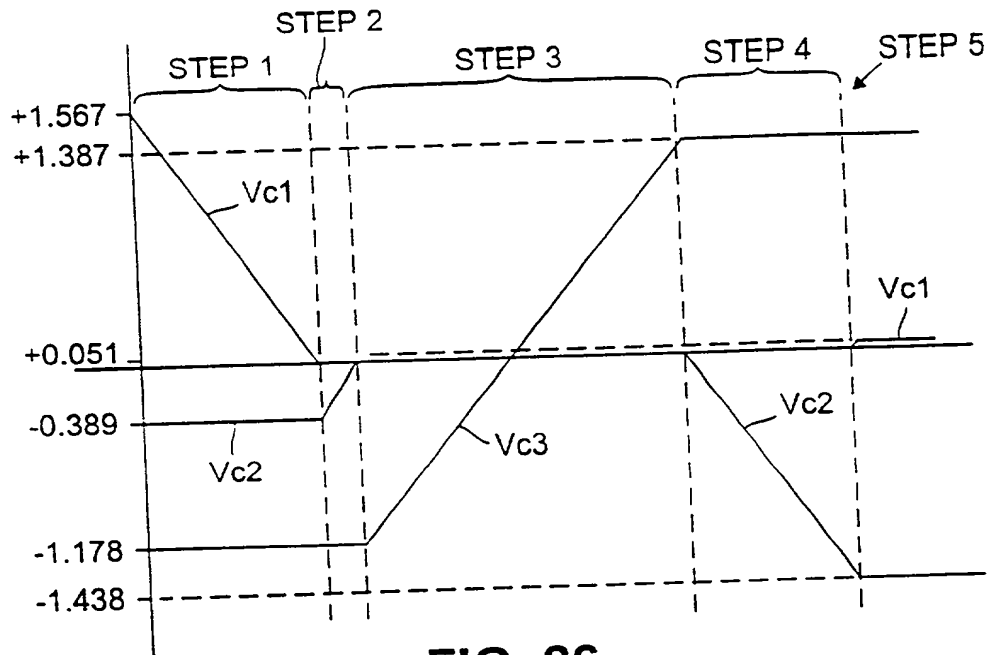 STEP 2
STEP 1
STEP 3
STEP 4
STEP 5
+1.567
+1.387
Vc1
Vc1
+0.051
-0.389
Vc2
Vc2
Vc3
-1.178
-1.438